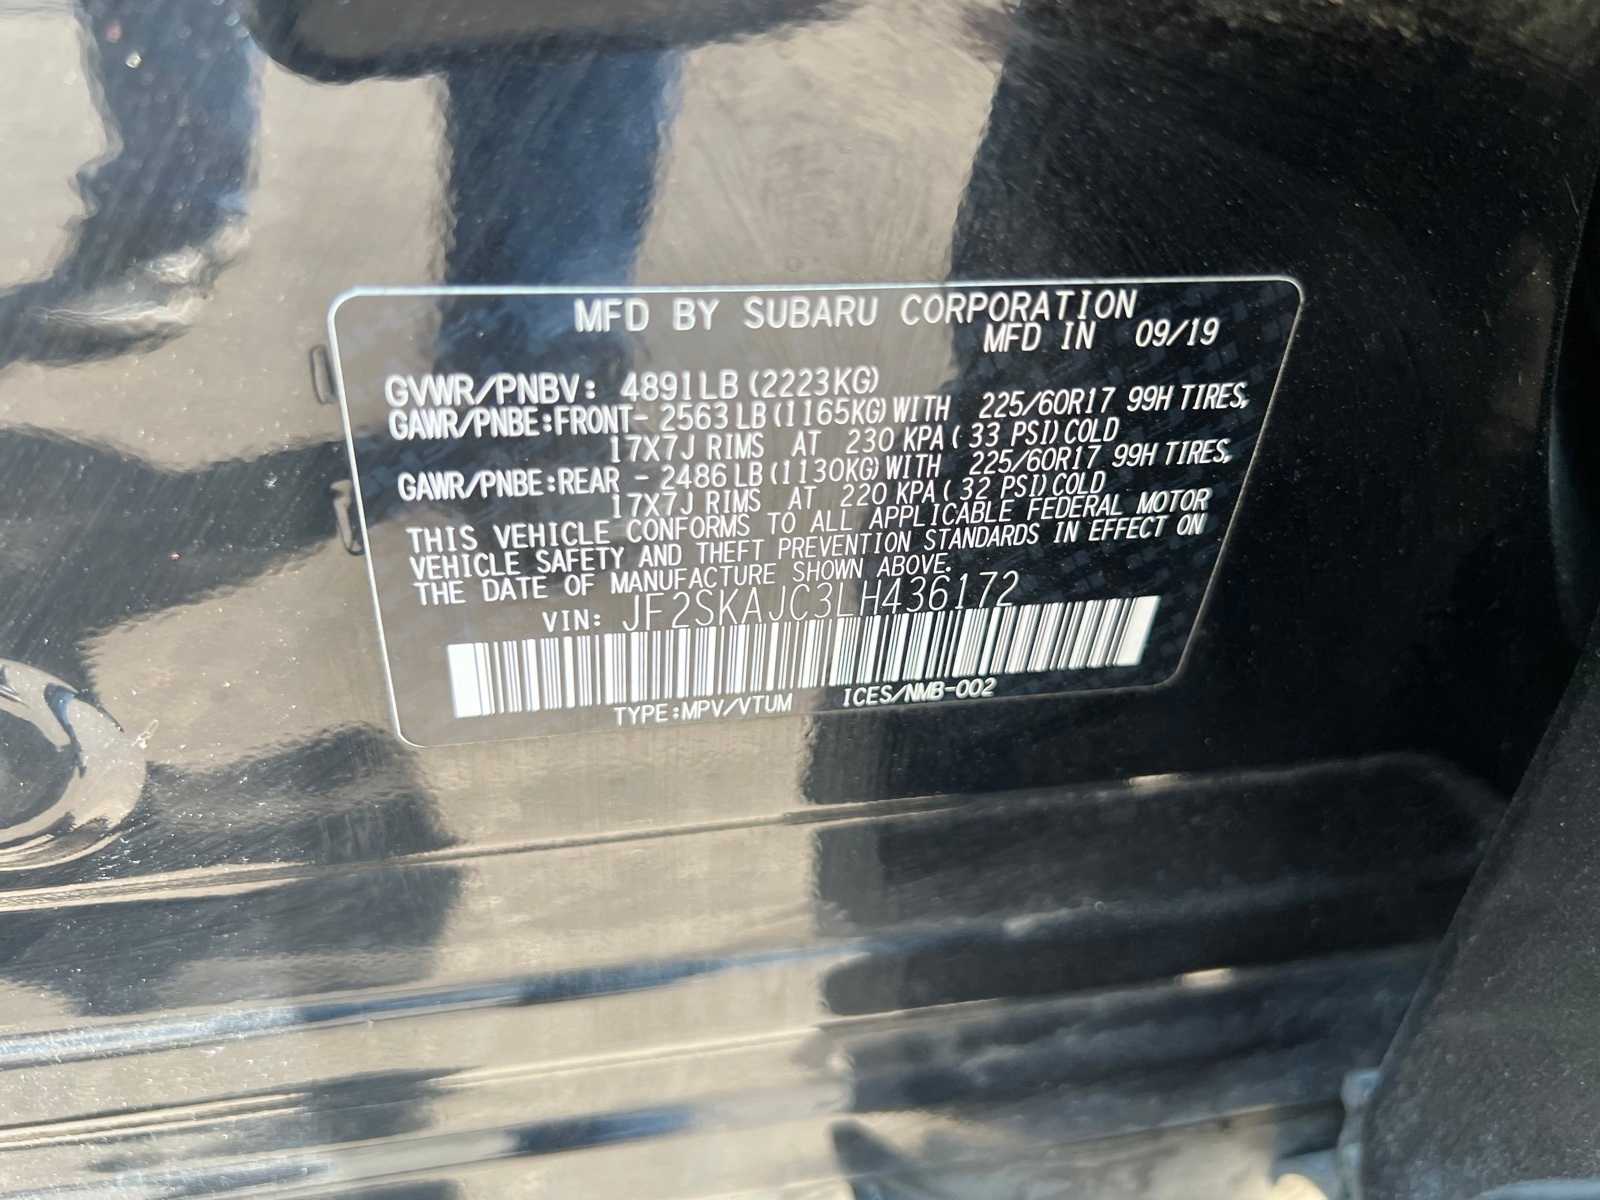 MFD BY SUBARU CORPORATION
MFD IN 09/19
GVWR/PNBV: 4891LB (2223KG)
GAWR/PNBE:FRONT- 2563 LB (1165KG) WITH 225/60R17 99H TIRES,
17X7J RIMS AT 230 KPA ( 33 PSI) COLD
GAWR/PNBE:REAR - 2486 LB (1130KG) WITH 225/60R17 99H TIRES,
17X7J RIMS AT 220 KPA ( 32 PSI) COLD
THIS VEHICLE CONFORMS TO ALL APPLICABLE FEDERAL MOTOR
VEHICLE SAFETY AND THEFT PREVENTION STANDARDS IN EFFECT ON
THE DATE OF MANUFACTURE SHOWN ABOVE.
VIN: JF2SKAJC3LH436172
TYPE:MPV/VTUM ICES/NMB-002